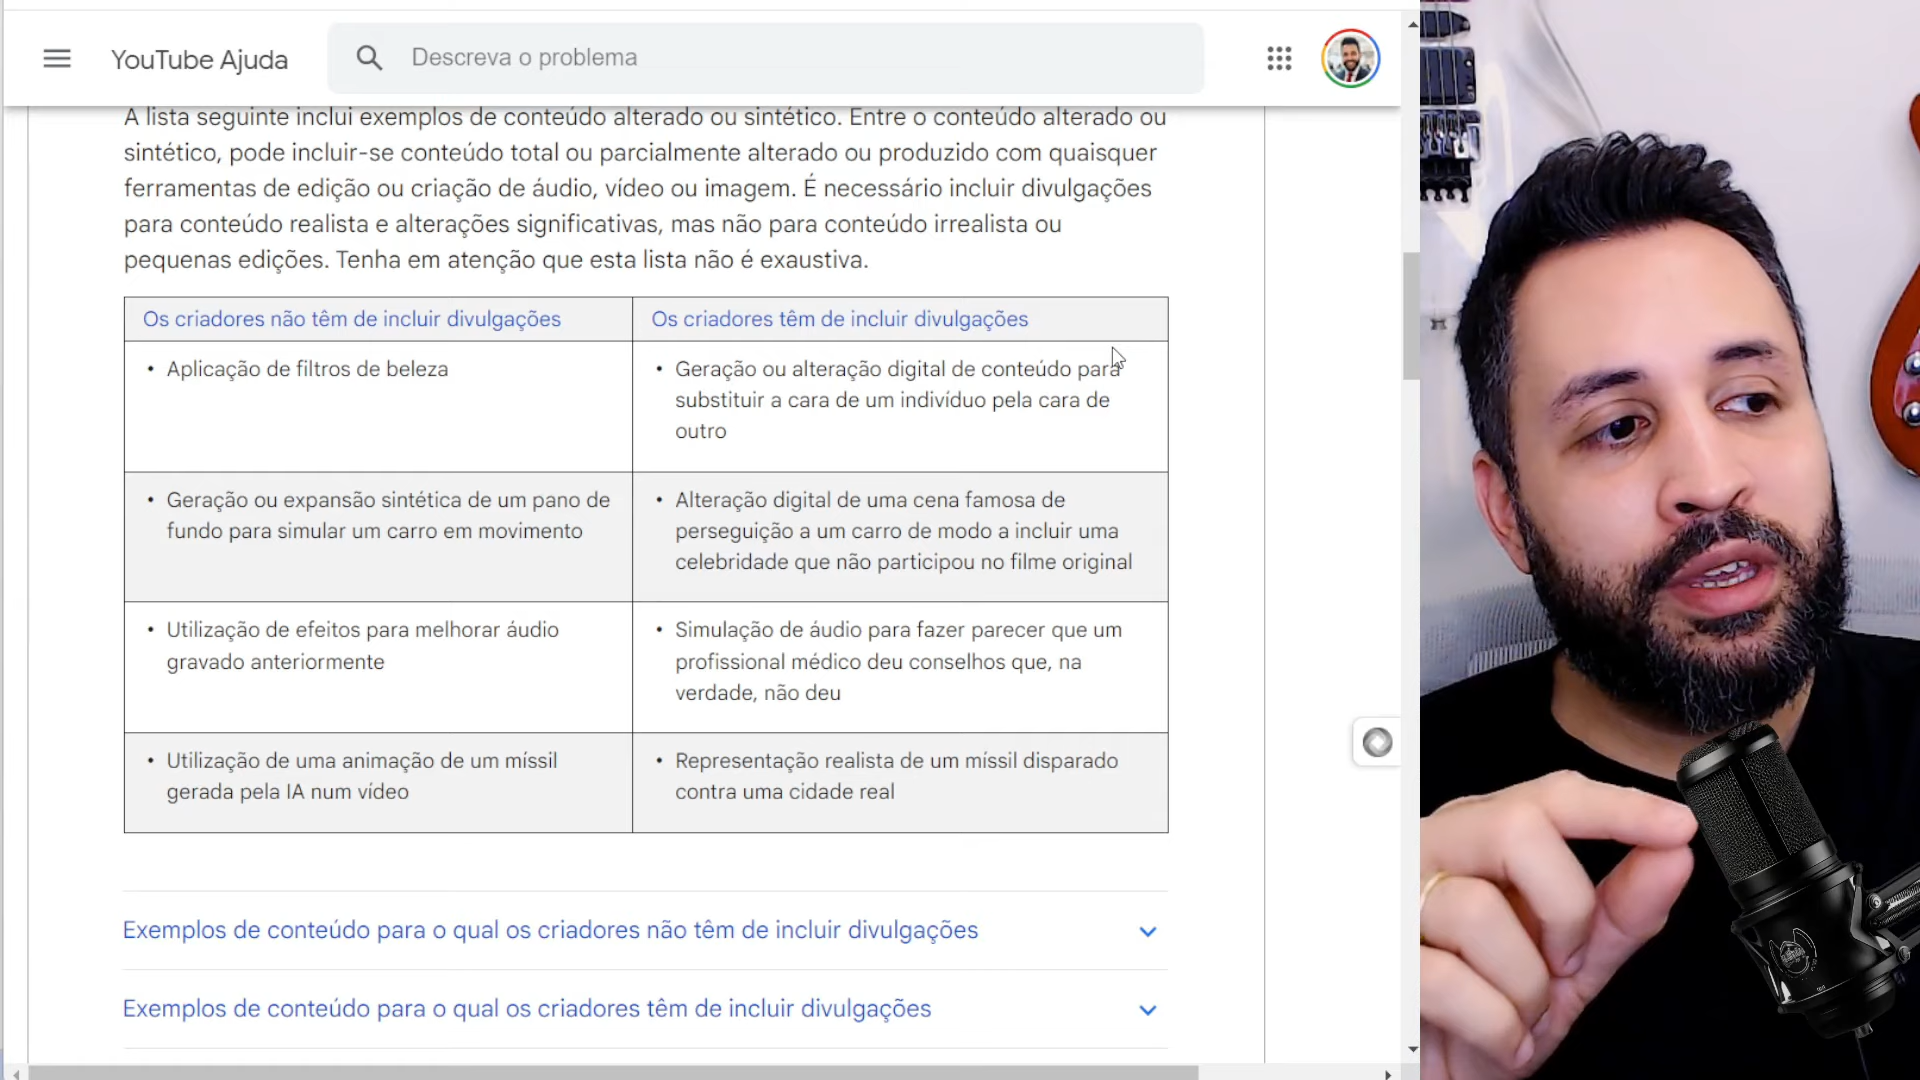 YouTube Ajuda
Descreva o problema
A lista seguinte inclui exemplos de conteúdo alterado ou sintético. Entre o conteúdo alterado ou
sintético, pode incluir-se conteúdo total ou parcialmente alterado ou produzido com quaisquer
ferramentas de edição ou criação de áudio, vídeo ou imagem. É necessário incluir divulgações
para conteúdo realista e alterações significativas, mas não para conteúdo irrealista ou
pequenas edições. Tenha em atenção que esta lista não é exaustiva.
Os criadores não têm de incluir divulgações
Os criadores têm de incluir divulgações
• Aplicação de filtros de beleza
• Geração ou alteração digital de conteúdo para
substituir a cara de um indivíduo pela cara de
outro
• Geração ou expansão sintética de um pano de
fundo para simular um carro em movimento
• Alteração digital de uma cena famosa de
perseguição a um carro de modo a incluir uma
celebridade que não participou no filme original
• Utilização de efeitos para melhorar áudio
gravado anteriormente
• Simulação de áudio para fazer parecer que um
profissional médico deu conselhos que, na
verdade, não deu
• Utilização de uma animação de um míssil
gerada pela IA num vídeo
• Representação realista de um míssil disparado
contra uma cidade real
Exemplos de conteúdo para o qual os criadores não têm de incluir divulgações
Exemplos de conteúdo para o qual os criadores têm de incluir divulgações